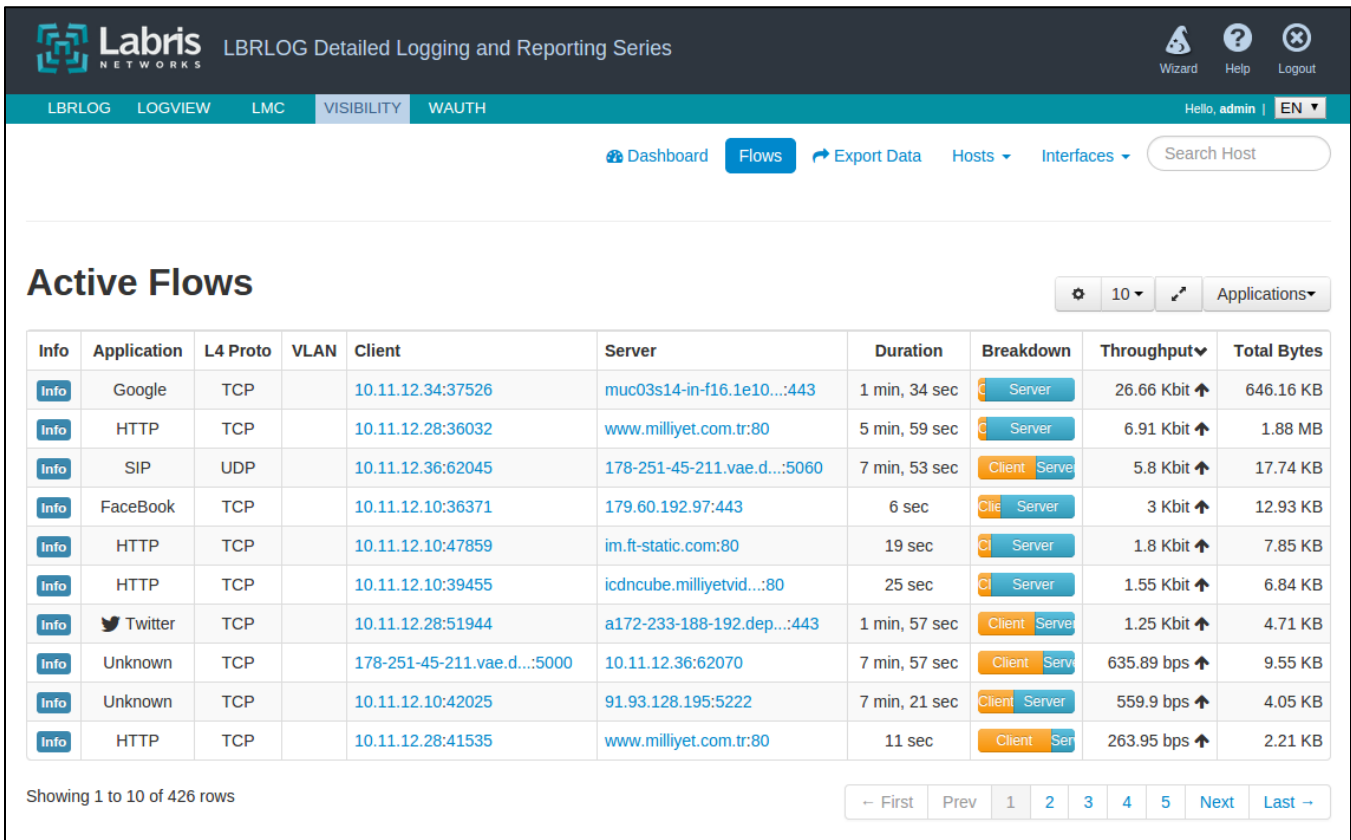 Labris NETWORKS LBRLOG Detailed Logging and Reporting Series Wizard Help Logout
LBRLOG LOGVIEW LMC VISIBILITY WAUTH Hello, admin | EN
Dashboard Flows Export Data Hosts Interfaces Search Host
Active Flows
10 Applications
Info Application L4 Proto VLAN Client Server Duration Breakdown Throughput Total Bytes
Info Google TCP 10.11.12.34:37526 muc03s14-in-f16.1e10...:443 1 min, 34 sec C Server 26.66 Kbit 646.16 KB
Info HTTP TCP 10.11.12.28:36032 www.milliyet.com.tr:80 5 min, 59 sec C Server 6.91 Kbit 1.88 MB
Info SIP UDP 10.11.12.36:62045 178-251-45-211.vae.d...:5060 7 min, 53 sec Client Server 5.8 Kbit 17.74 KB
Info FaceBook TCP 10.11.12.10:36371 179.60.192.97:443 6 sec Clie Server 3 Kbit 12.93 KB
Info HTTP TCP 10.11.12.10:47859 im.ft-static.com:80 19 sec Cl Server 1.8 Kbit 7.85 KB
Info HTTP TCP 10.11.12.10:39455 icdncube.milliyetvid...:80 25 sec Cl Server 1.55 Kbit 6.84 KB
Info Twitter TCP 10.11.12.28:51944 a172-233-188-192.dep...:443 1 min, 57 sec Client Server 1.25 Kbit 4.71 KB
Info Unknown TCP 178-251-45-211.vae.d...:5000 10.11.12.36:62070 7 min, 57 sec Client Serv 635.89 bps 9.55 KB
Info Unknown TCP 10.11.12.10:42025 91.93.128.195:5222 7 min, 21 sec Client Server 559.9 bps 4.05 KB
Info HTTP TCP 10.11.12.28:41535 www.milliyet.com.tr:80 11 sec Client Ser 263.95 bps 2.21 KB
Showing 1 to 10 of 426 rows ← First Prev 1 2 3 4 5 Next Last →